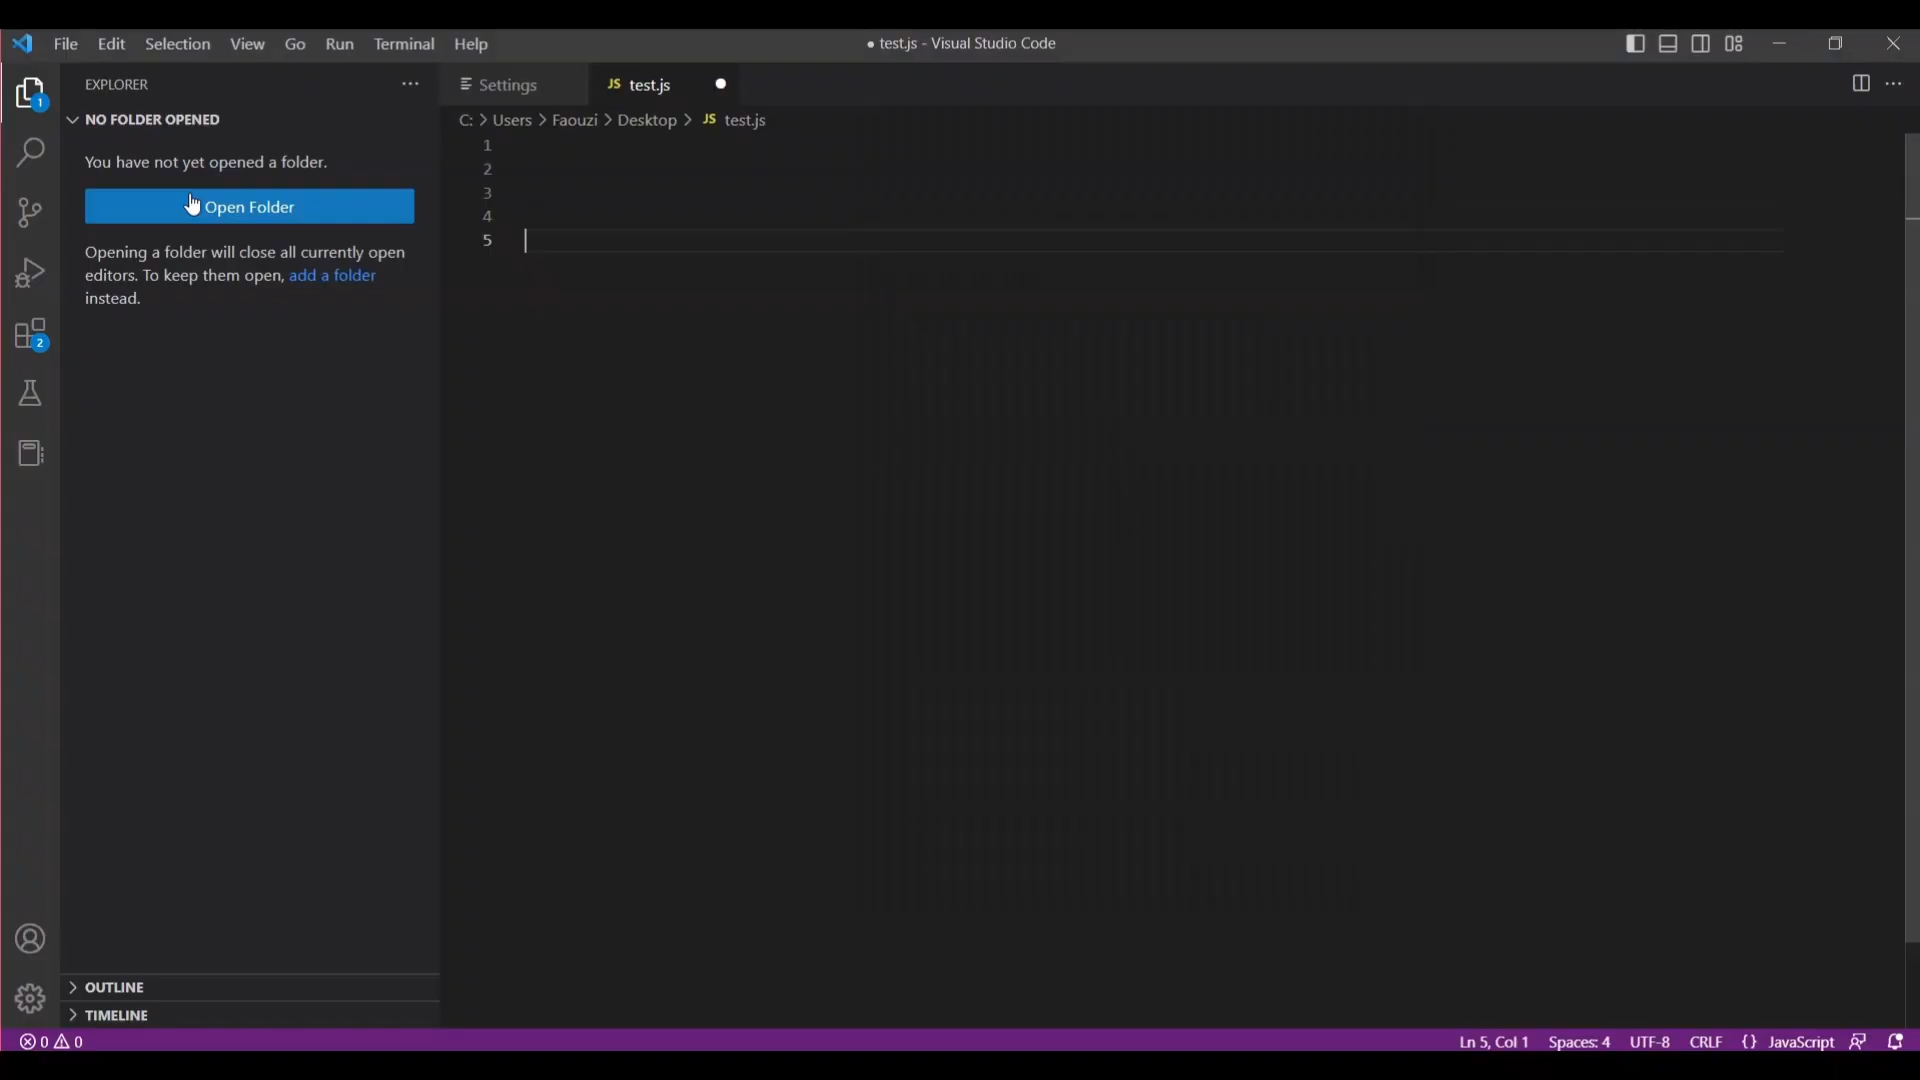 File Edit Selection View Go Run Terminal Help
● test.js - Visual Studio Code
EXPLORER ···
1
NO FOLDER OPENED
You have not yet opened a folder.
Open Folder
Opening a folder will close all currently open
editors. To keep them open, add a folder
instead.
2
OUTLINE
TIMELINE
Settings
JS test.js
C: > Users > Faouzi > Desktop > JS test.js
1
2
3
4
5
0 0
Ln 5, Col 1 Spaces: 4 UTF-8 CRLF {} JavaScript